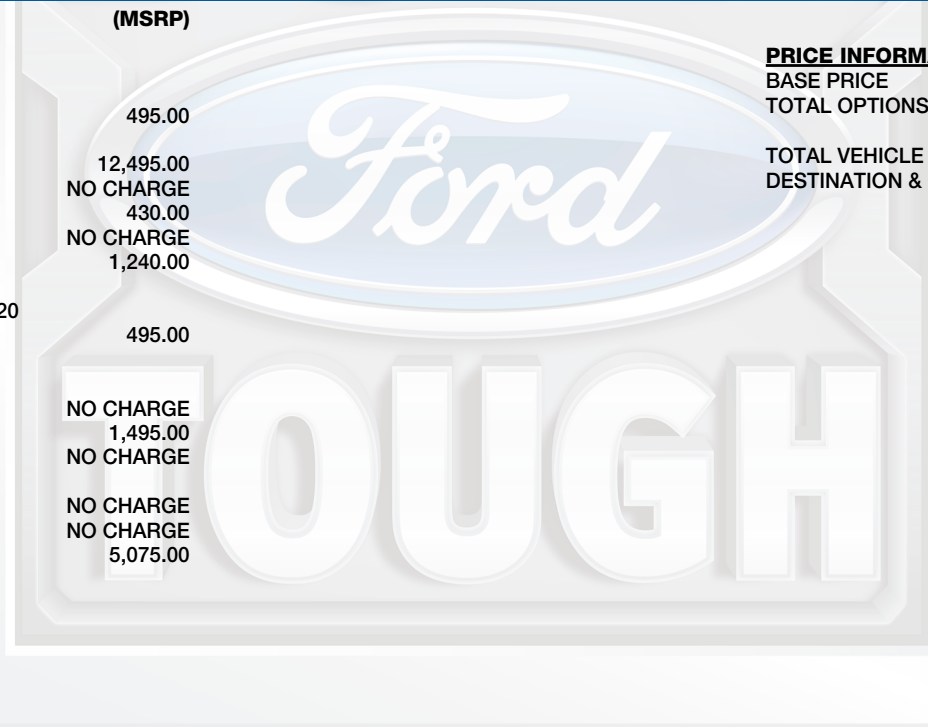 (MSRP)
495.00
12,495.00
NO CHARGE
430.00
NO CHARGE
1,240.00
20
495.00
NO CHARGE
1,495.00
NO CHARGE
NO CHARGE
NO CHARGE
5,075.00
PRICE INFORMA
BASE PRICE
TOTAL OPTIONS
TOTAL VEHICLE
DESTINATION &
Ford
TOUGH